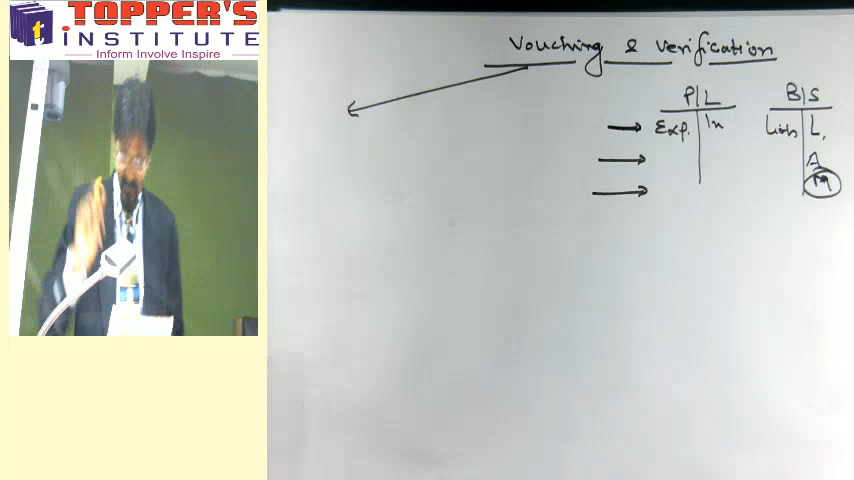 TOPPER'S
INSTITUTE
Inform Involve Inspire
t
Vouching & Verification
P|L B|S
Exp. In Liab L,
A